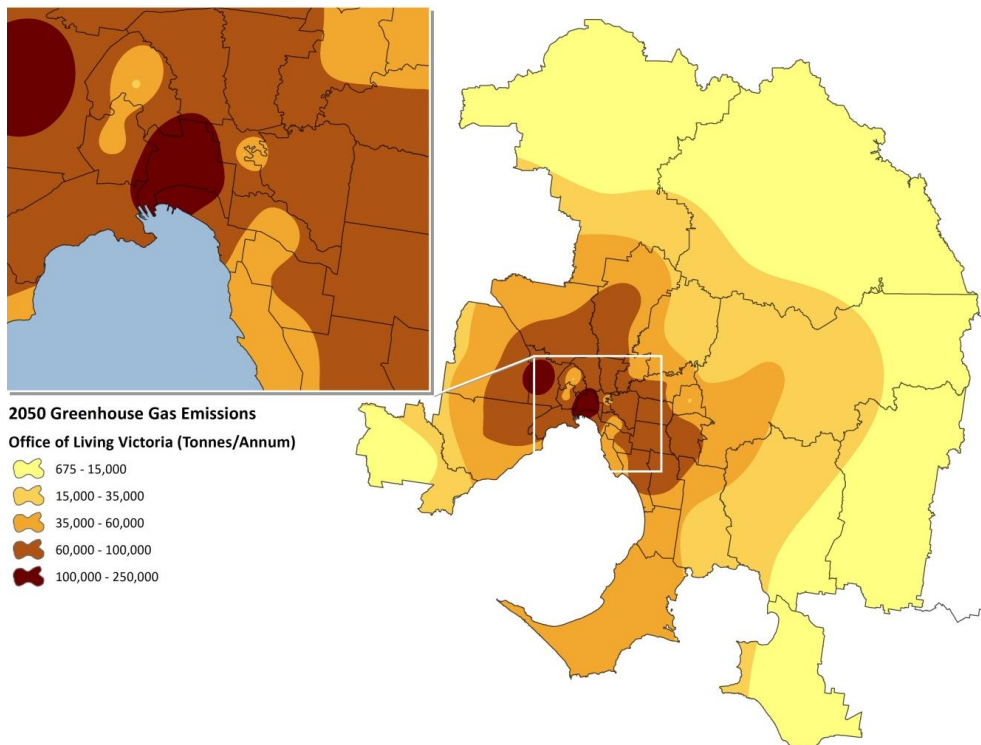 2050 Greenhouse Gas Emissions
Office of Living Victoria (Tonnes/Annum)
675 - 15,000
15,000 - 35,000
35,000 - 60,000
60,000 - 100,000
100,000 - 250,000